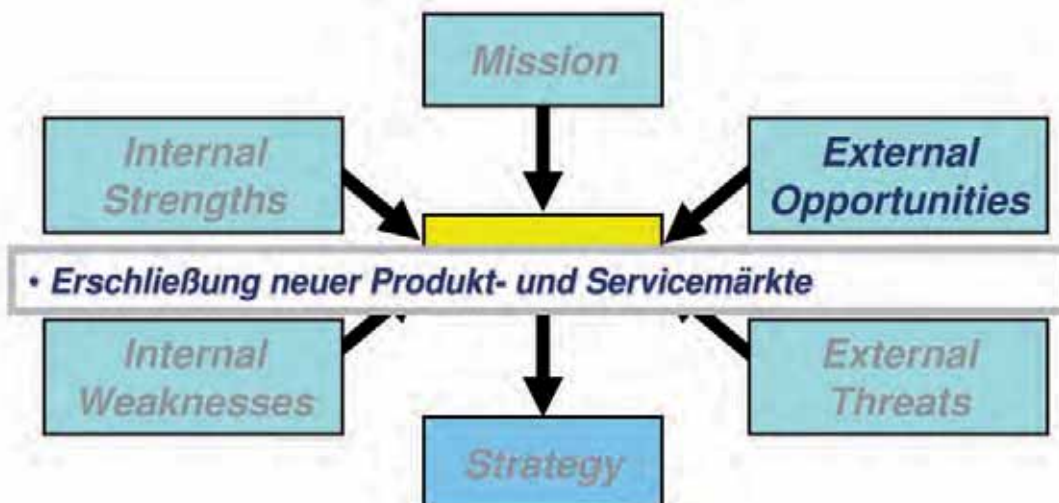 Mission
Internal
Strengths
External
Opportunities
• Erschließung neuer Produkt- und Servicemärkte
Internal
Weaknesses
External
Threats
Strategy